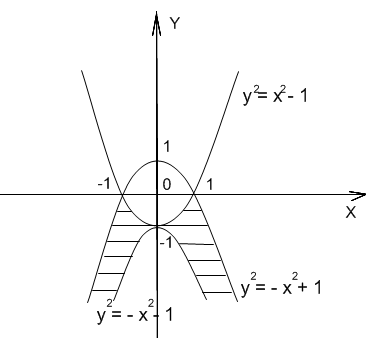 Y
y²= x²- 1
1
-1 0 1
X
-1
y²= - x²+ 1
y²= - x²- 1